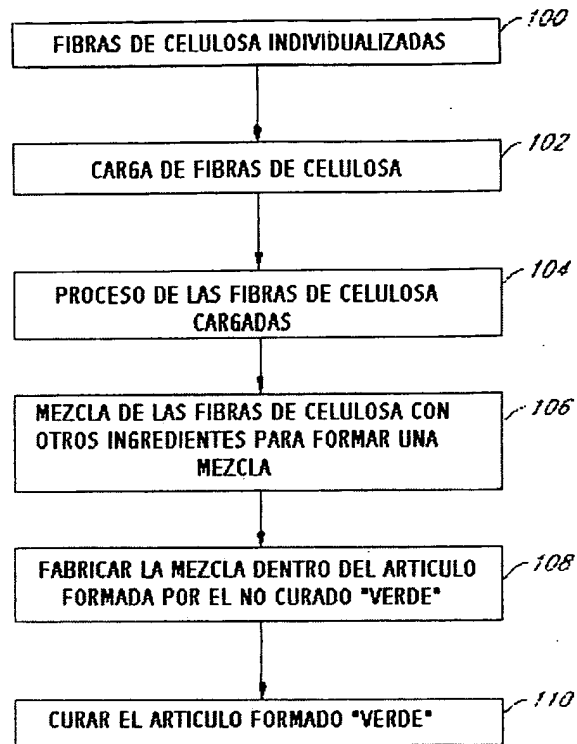 100
FIBRAS DE CELULOSA INDIVIDUALIZADAS
102
CARGA DE FIBRAS DE CELULOSA
104
PROCESO DE LAS FIBRAS DE CELULOSA
CARGADAS
106
MEZCLA DE LAS FIBRAS DE CELULOSA CON
OTROS INGREDIENTES PARA FORMAR UNA
MEZCLA
108
FABRICAR LA MEZCLA DENTRO DEL ARTICULO
FORMADA POR EL NO CURADO "VERDE"
110
CURAR EL ARTICULO FORMADO "VERDE"